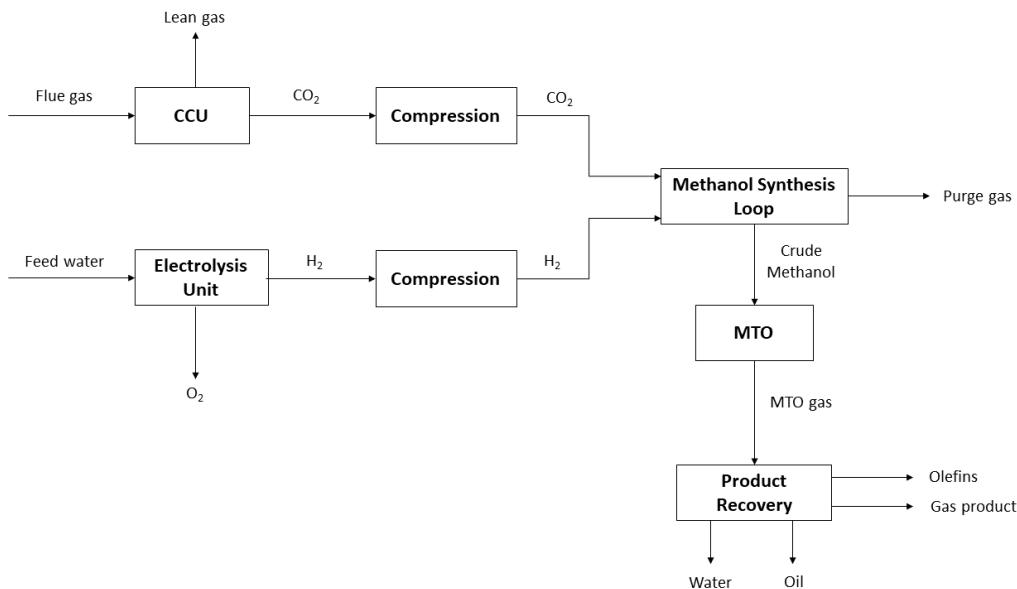 Lean gas
Flue gas
CCU
CO₂
Compression
CO₂
Methanol Synthesis
Loop
Purge gas
Feed water
Electrolysis
Unit
H₂
Compression
H₂
Crude
Methanol
O₂
MTO
MTO gas
Product
Recovery
Olefins
Gas product
Water
Oil